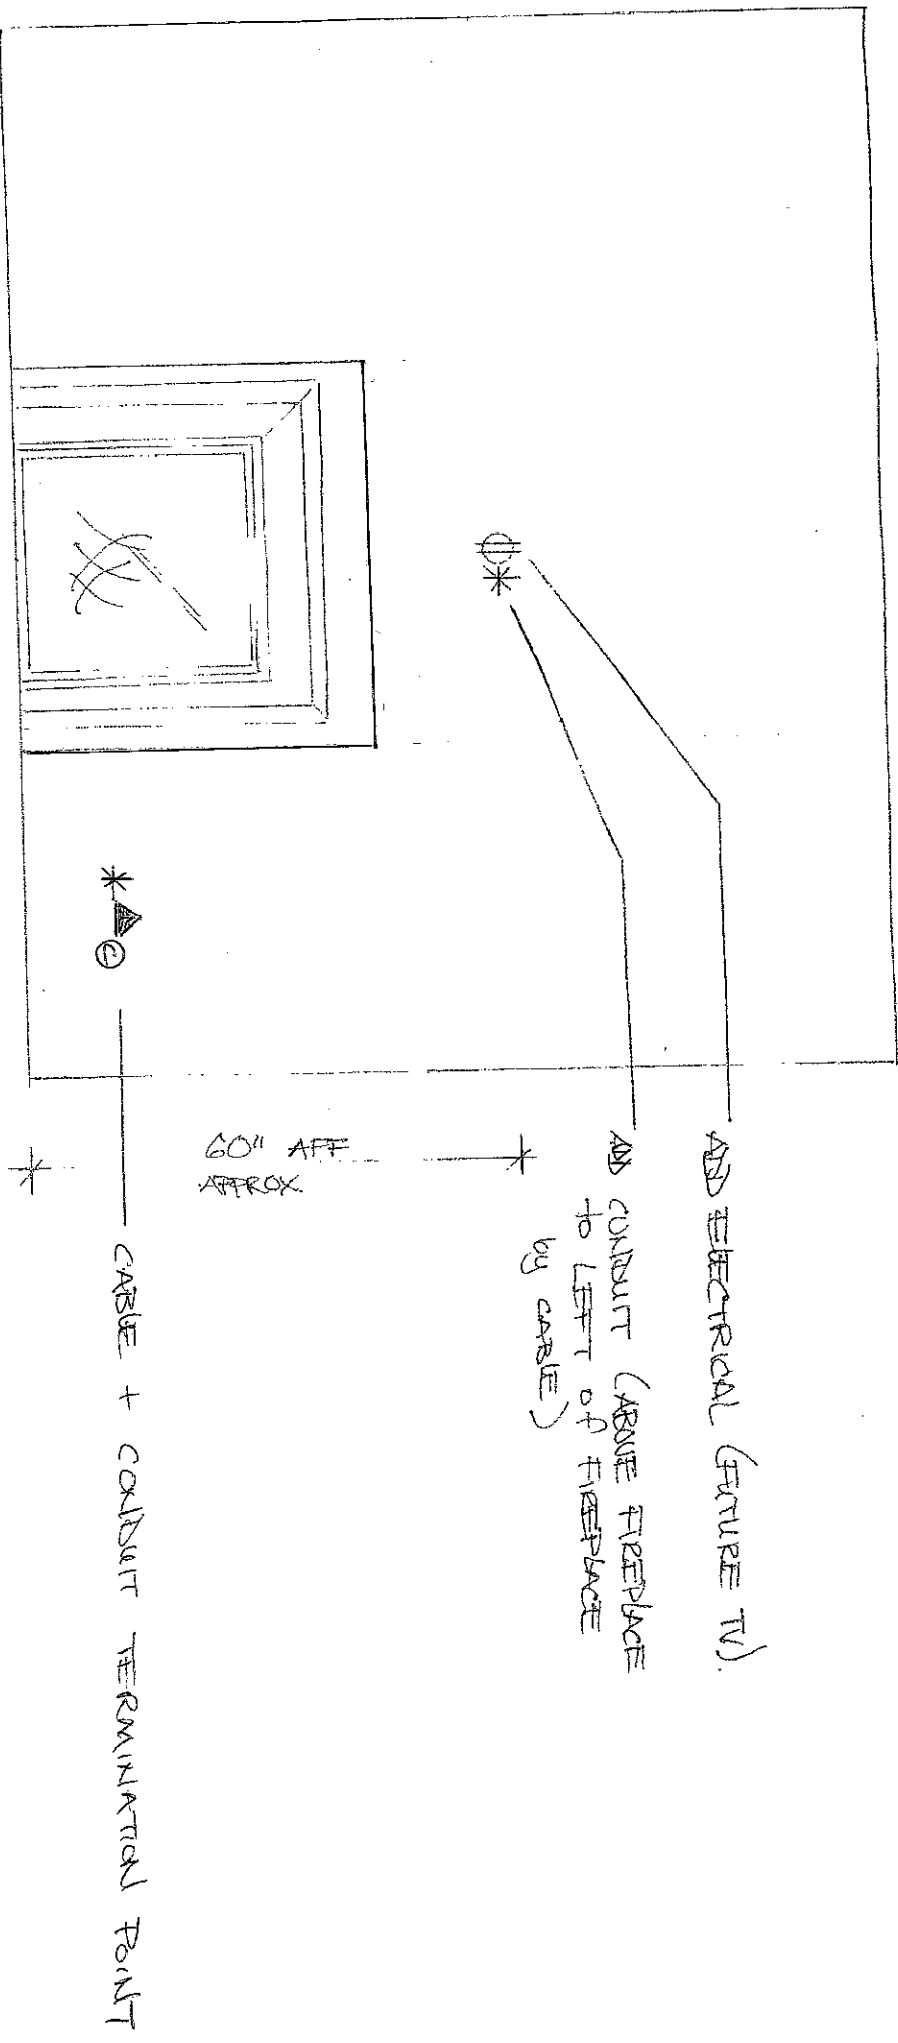 ADD ELECTRICAL (FUTURE TV).
ADD CONDUIT (ABOVE FIREPLACE
to LEFT of FIREPLACE
by CABLE)
60" AFF
APPROX.
C
CABLE + CONDUIT TERMINATION POINT